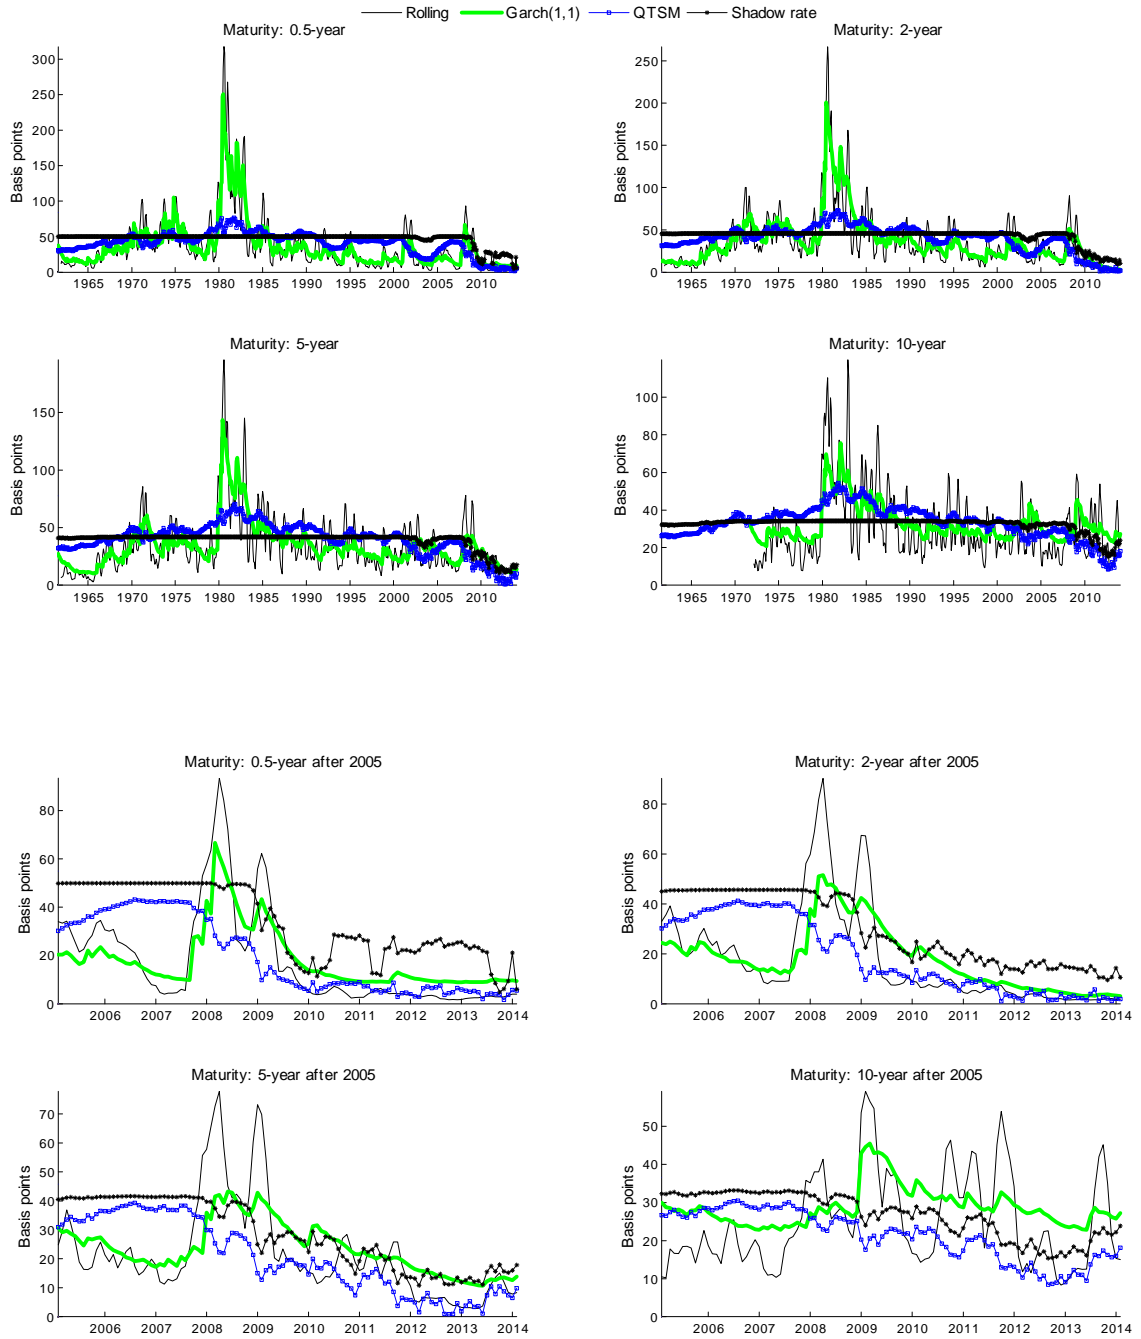 Rolling Garch(1,1) QTSM Shadow rate
Maturity: 0.5-year
Basis points
300
250
200
150
100
50
0
1965 1970 1975 1980 1985 1990 1995 2000 2005 2010
Maturity: 2-year
Basis points
250
200
150
100
50
0
1965 1970 1975 1980 1985 1990 1995 2000 2005 2010
Maturity: 5-year
Basis points
150
100
50
0
1965 1970 1975 1980 1985 1990 1995 2000 2005 2010
Maturity: 10-year
Basis points
100
80
60
40
20
0
1965 1970 1975 1980 1985 1990 1995 2000 2005 2010
Maturity: 0.5-year after 2005
Basis points
80
60
40
20
0
2006 2007 2008 2009 2010 2011 2012 2013 2014
Maturity: 2-year after 2005
Basis points
80
60
40
20
0
2006 2007 2008 2009 2010 2011 2012 2013 2014
Maturity: 5-year after 2005
Basis points
70
60
50
40
30
20
10
0
2006 2007 2008 2009 2010 2011 2012 2013 2014
Maturity: 10-year after 2005
Basis points
50
40
30
20
10
0
2006 2007 2008 2009 2010 2011 2012 2013 2014